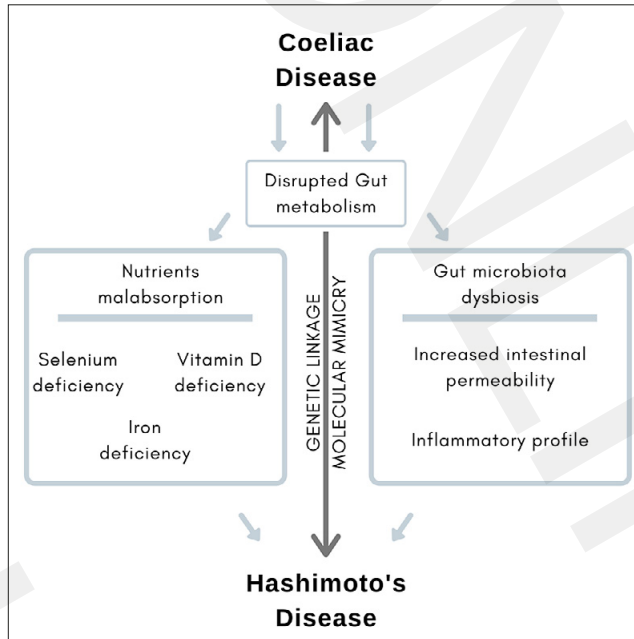 Coeliac
Disease
Disrupted Gut
metabolism
Nutrients
malabsorption
Selenium
deficiency
Vitamin D
deficiency
Iron
deficiency
GENETIC LINKAGE
MOLECULAR MIMICRY
Gut microbiota
dysbiosis
Increased intestinal
permeability
Inflammatory profile
Hashimoto's
Disease